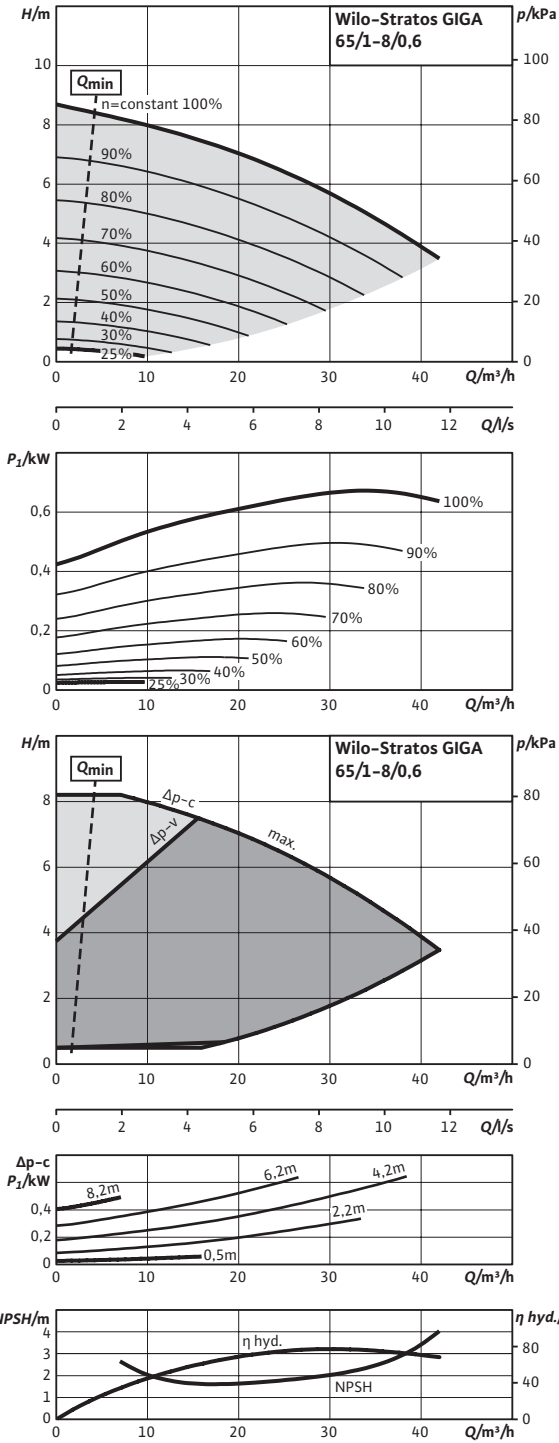 H/m
Wilo-Stratos GIGA
65/1-8/0,6
p/kPa
10
100
Qmin
n=constant 100%
8
80
90%
6
60
80%
70%
4
40
60%
50%
2
20
40%
30%
25%
0
0
0 10 20 30 40 Q/m³/h
0 2 4 6 8 10 12 Q/l/s
P₁/kW
0,6
100%
90%
0,4
80%
70%
0,2
60%
50%
40%
30%
25%
0
0 10 20 30 40 Q/m³/h
H/m
Wilo-Stratos GIGA
65/1-8/0,6
p/kPa
Qmin
8
80
Δp-c
Δp-v
max.
6
60
4
40
2
20
0
0
0 10 20 30 40 Q/m³/h
0 2 4 6 8 10 12 Q/l/s
Δp-c
P₁/kW
8,2m
6,2m
4,2m
0,4
2,2m
0,2
0,5m
0
0 10 20 30 40 Q/m³/h
NPSH/m
η hyd./
4
η hyd.
3
80
2
40
NPSH
1
0
0
0 10 20 30 40 Q/m³/h